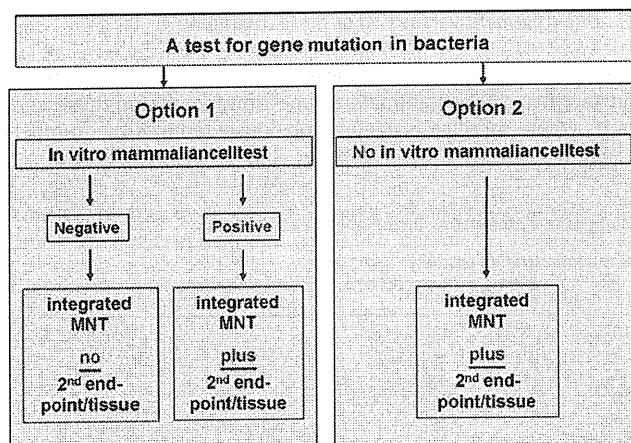 A test for gene mutation in bacteria
Option 1
In vitro mammaliancelltest
Negative
Positive
integrated
MNT
no
2nd end-
point/tissue
integrated
MNT
plus
2nd end-
point/tissue
Option 2
No in vitro mammaliancelltest
integrated
MNT
plus
2nd end-
point/tissue